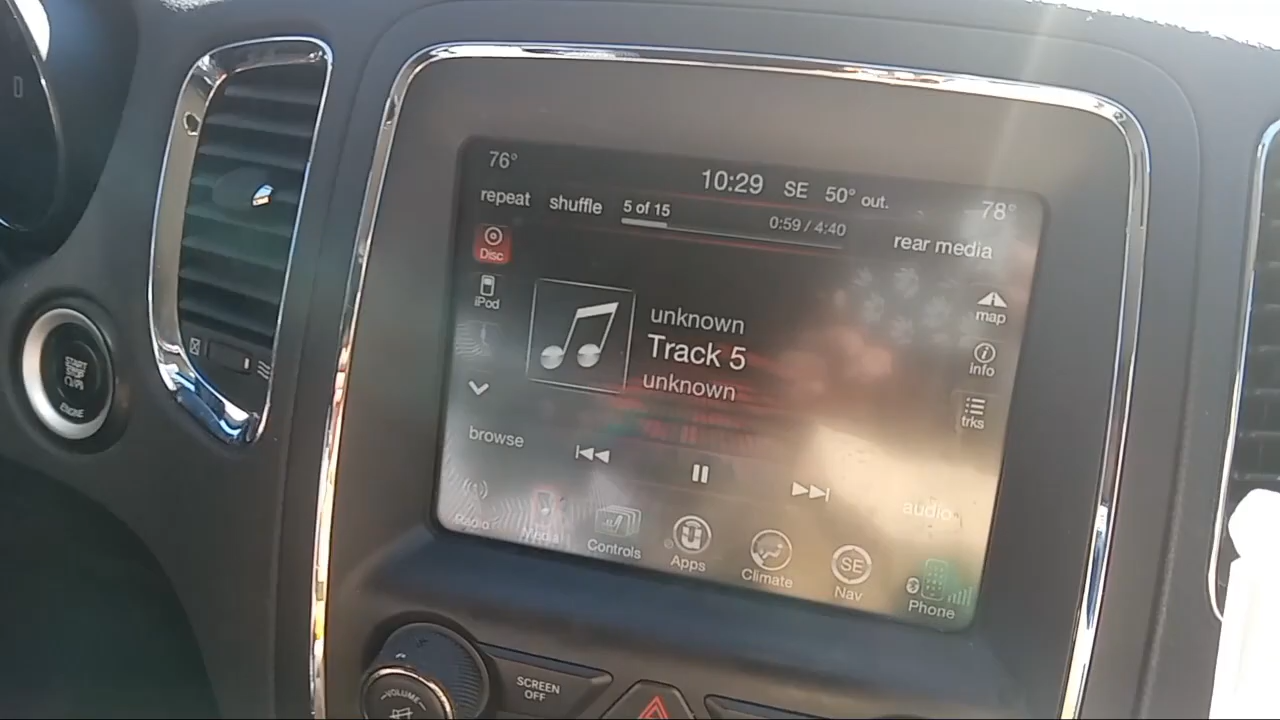 76°
10:29 SE 50° out.
78°
repeat shuffle 5 of 15 0:59 / 4:40 rear media
Disc
iPod
map
info
trks
unknown
Track 5
unknown
browse
audio
Radio
Media
Controls
Apps
Climate
SE
Nav
Phone
START
STOP
ENGINE
SCREEN
OFF
VOLUME